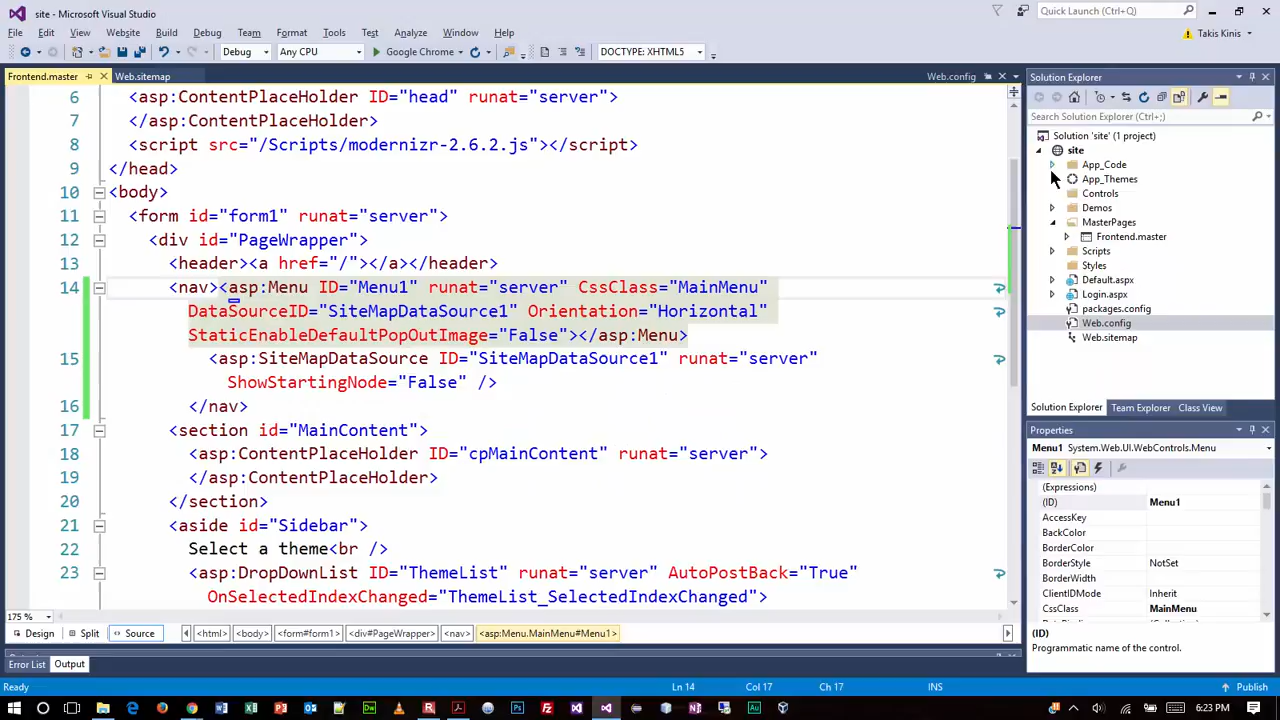 site - Microsoft Visual Studio
Quick Launch (Ctrl+Q)
File Edit View Website Build Debug Team Format Tools Test Analyze Window Help
Takis Kinis
Debug Any CPU Google Chrome DOCTYPE: XHTML5
Frontend.master Web.sitemap Web.config
6 <asp:ContentPlaceHolder ID="head" runat="server">
7 </asp:ContentPlaceHolder>
8 <script src="/Scripts/modernizr-2.6.2.js"></script>
9 </head>
10 <body>
11 <form id="form1" runat="server">
12 <div id="PageWrapper">
13 <header><a href="/"></a></header>
14 <nav><asp:Menu ID="Menu1" runat="server" CssClass="MainMenu"
DataSourceID="SiteMapDataSource1" Orientation="Horizontal"
StaticEnableDefaultPopOutImage="False"></asp:Menu>
15 <asp:SiteMapDataSource ID="SiteMapDataSource1" runat="server"
ShowStartingNode="False" />
16 </nav>
17 <section id="MainContent">
18 <asp:ContentPlaceHolder ID="cpMainContent" runat="server">
19 </asp:ContentPlaceHolder>
20 </section>
21 <aside id="Sidebar">
22 Select a theme<br />
23 <asp:DropDownList ID="ThemeList" runat="server" AutoPostBack="True"
OnSelectedIndexChanged="ThemeList_SelectedIndexChanged">
175 %
Design Split Source <html> <body> <form#form1> <div#PageWrapper> <nav> <asp:Menu.MainMenu#Menu1>
Error List Output
Solution Explorer
Search Solution Explorer (Ctrl+;)
Solution 'site' (1 project)
site
App_Code
App_Themes
Controls
Demos
MasterPages
Frontend.master
Scripts
Styles
Default.aspx
Login.aspx
packages.config
Web.config
Web.sitemap
Solution Explorer Team Explorer Class View
Properties
Menu1 System.Web.UI.WebControls.Menu
(Expressions)
(ID) Menu1
AccessKey
BackColor
BorderColor
BorderStyle NotSet
BorderWidth
ClientIDMode Inherit
CssClass MainMenu
(ID)
Programmatic name of the control.
Ready Ln 14 Col 17 Ch 17 INS Publish
6:23 PM